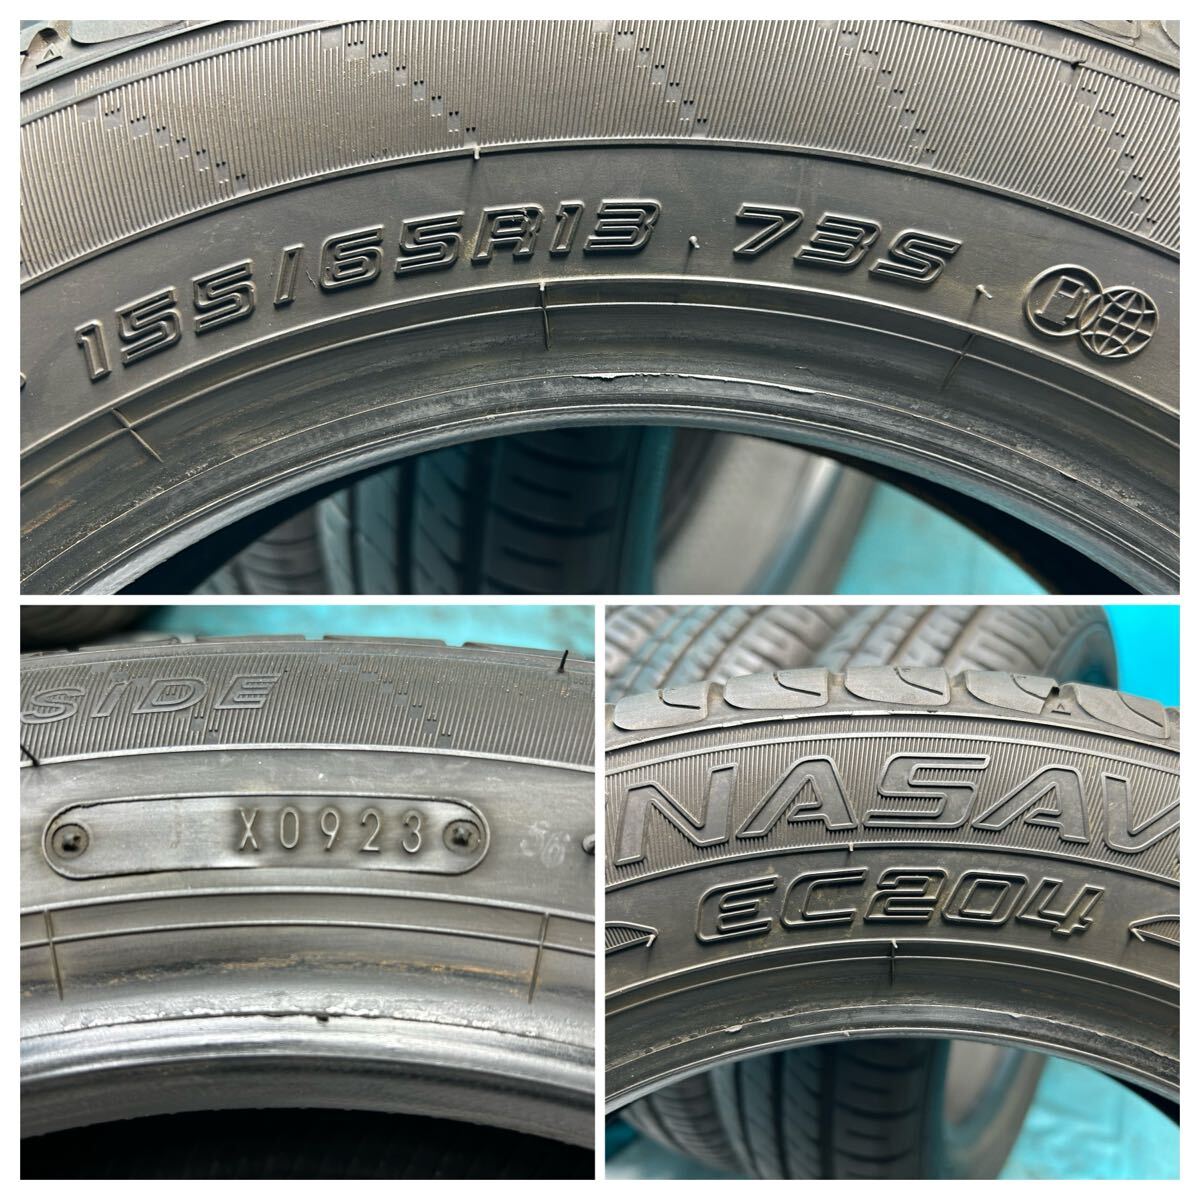 155/65R13 73S
SiDE
X0923
NASAV
EC204